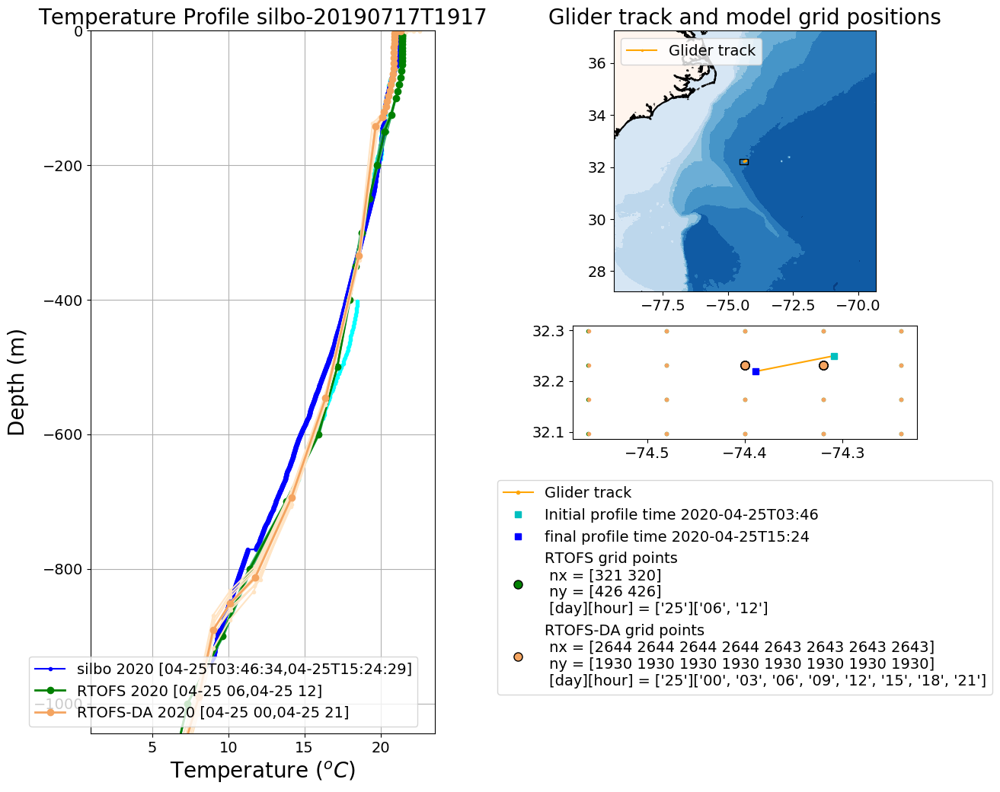 Temperature Profile silbo-20190717T1917
0
−200
−400
−600
−800
−1000
Depth (m)
silbo 2020 [04-25T03:46:34,04-25T15:24:29]
RTOFS 2020 [04-25 06,04-25 12]
RTOFS-DA 2020 [04-25 00,04-25 21]
5 10 15 20
Temperature (°C)
Glider track and model grid positions
Glider track
36
34
32
30
28
−77.5 −75.0 −72.5 −70.0
32.3
32.2
32.1
−74.5 −74.4 −74.3
Glider track
Initial profile time 2020-04-25T03:46
final profile time 2020-04-25T15:24
RTOFS grid points
nx = [321 320]
ny = [426 426]
[day][hour] = ['25']['06', '12']
RTOFS-DA grid points
nx = [2644 2644 2644 2644 2643 2643 2643 2643]
ny = [1930 1930 1930 1930 1930 1930 1930 1930]
[day][hour] = ['25']['00', '03', '06', '09', '12', '15', '18', '21']